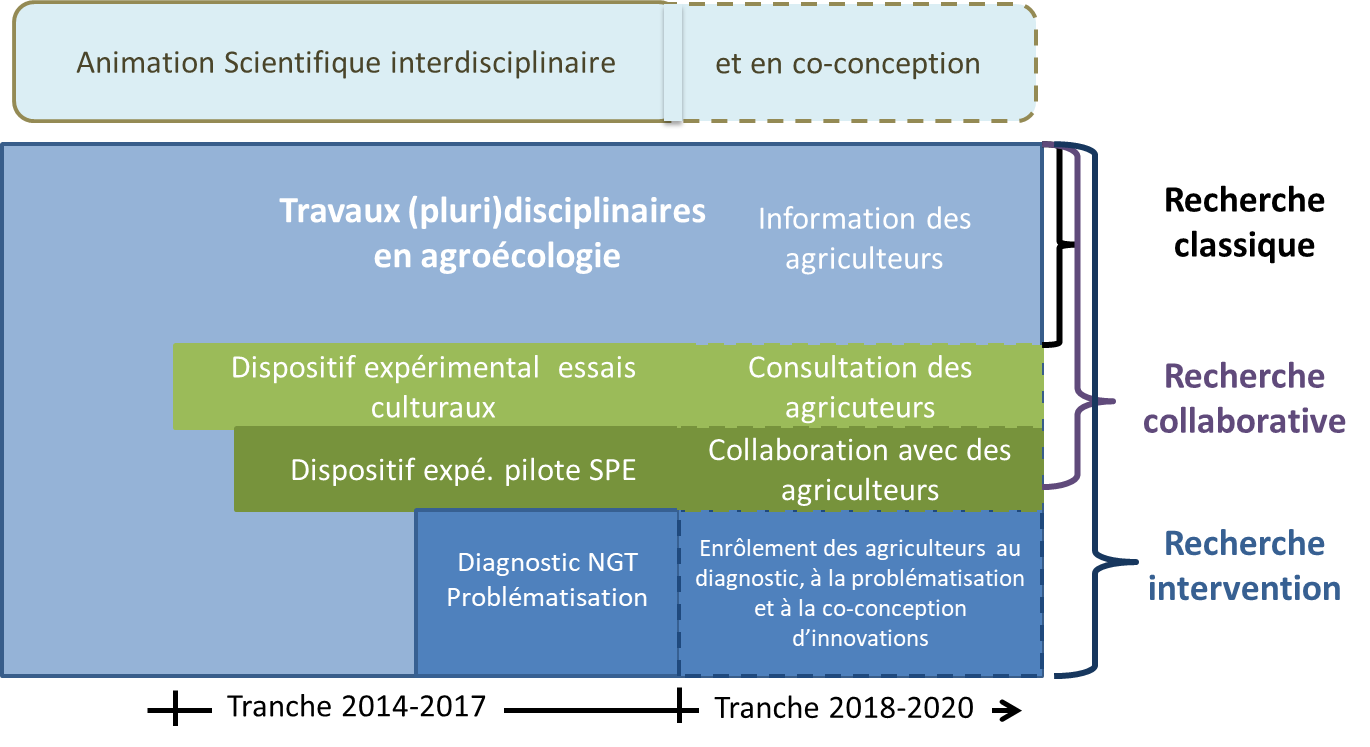 Animation Scientifique interdisciplinaire
et en co-conception
Travaux (pluri)disciplinaires
en agroécologie
Information des
agriculteurs
Recherche
classique
Dispositif expérimental essais
culturaux
Consultation des
agricuteurs
Recherche
collaborative
Dispositif expé. pilote SPE
Collaboration avec des
agriculteurs
Diagnostic NGT
Problématisation
Enrôlement des agriculteurs au
diagnostic, à la problématisation
et à la co-conception
d'innovations
Recherche
intervention
Tranche 2014-2017
Tranche 2018-2020